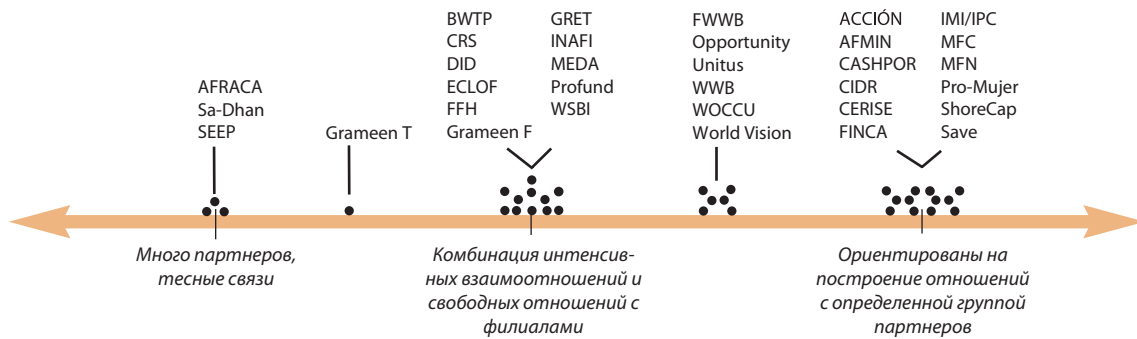 AFRACA
Sa-Dhan
SEEP
Grameen T
BWTP
CRS
DID
ECLOF
FFH
Grameen F
GRET
INAFI
MEDA
Profund
WSBI
FWWB
Opportunity
Unitus
WWB
WOCCU
World Vision
ACCIÓN
AFMIN
CASHPOR
CIDR
CERISE
FINCA
IMI/IPC
MFC
MFN
Pro-Mujer
ShoreCap
Save
Много партнеров,
тесные связи
Комбинация интенсив-
ных взаимоотношений и
свободных отношений с
филиалами
Ориентированы на
построение отношений
с определенной группой
партнеров